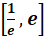 [1/e, e]